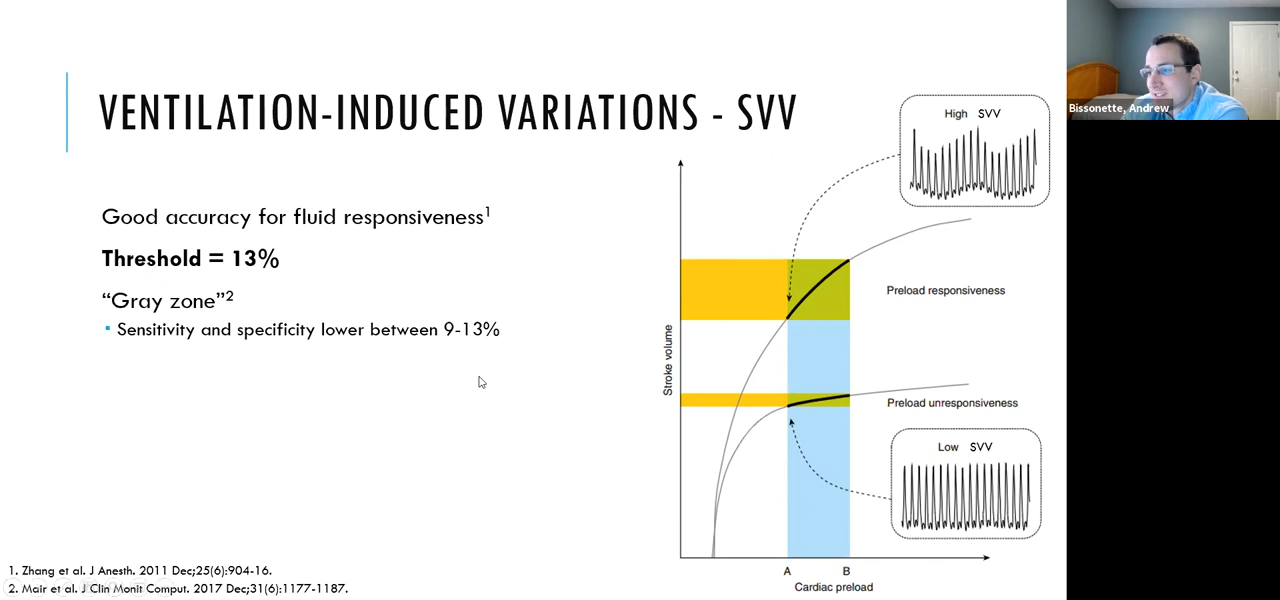 VENTILATION-INDUCED VARIATIONS - SVV
Good accuracy for fluid responsiveness1
Threshold = 13%
“Gray zone”2
▪ Sensitivity and specificity lower between 9-13%
High SVV
Preload responsiveness
Stroke volume
Preload unresponsiveness
Low SVV
A B
Cardiac preload
1. Zhang et al. J Anesth. 2011 Dec;25(6):904-16.
2. Mair et al. J Clin Monit Comput. 2017 Dec;31(6):1177-1187.
Bissonette, Andrew